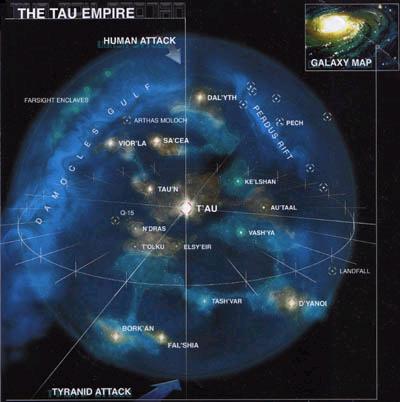 THE TAU EMPIRE
HUMAN ATTACK
GALAXY MAP
FARSIGHT ENCLAVES
DAMOCLES GULF
ARTHAS MOLOCH
DAL'YTH
PERDUS RIFT
PECH
VIOR'LA
SA'CEA
TAU'N
KE'LSHAN
T'AU
AU'TAAL
Q-15
N'DRAS
VASH'YA
T'OLKU
ELSY'EIR
LANDFALL
TASH'VAR
D'YANOI
BORK'AN
FAL'SHIA
TYRANID ATTACK